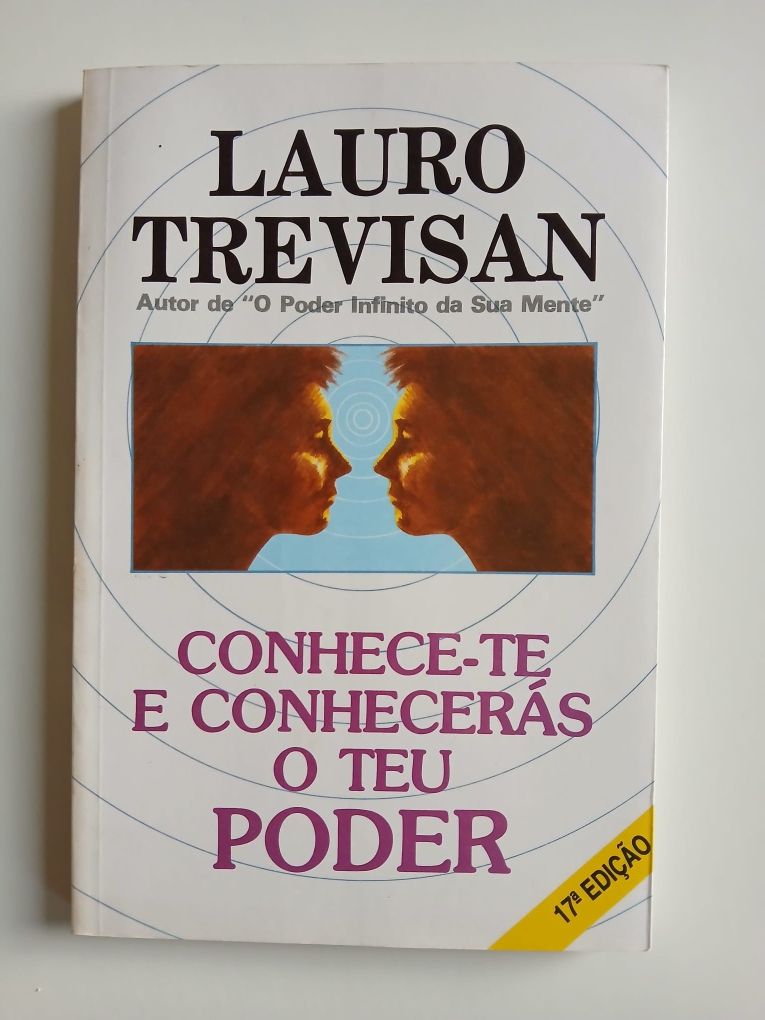 LAURO
TREVISAN
Autor de "O Poder Infinito da Sua Mente"
CONHECE-TE
E CONHECERÁS
O TEU
PODER
17ª EDIÇÃO